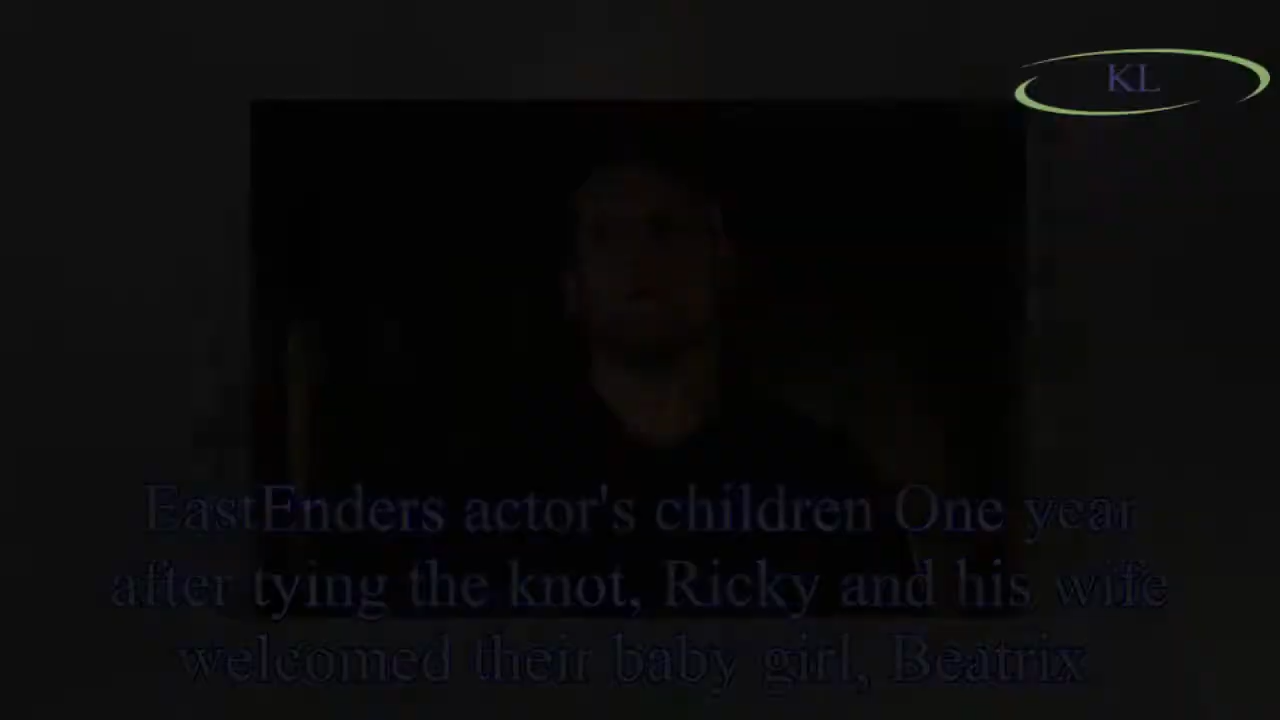 KL
EastEnders actor's children One year
after tying the knot, Ricky and his wife
welcomed their baby girl, Beatrix